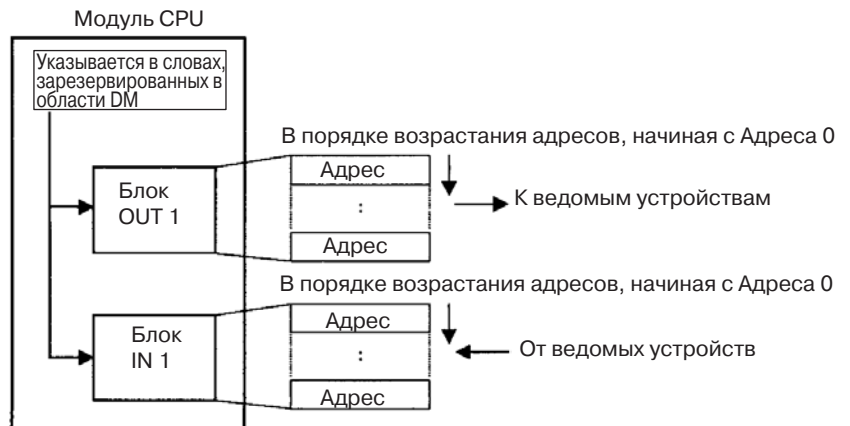 Модуль CPU
Указывается в словах,
зарезервированных в
области DM
В порядке возрастания адресов, начиная с Адреса 0
Адрес
Блок
OUT 1
:
К ведомым устройствам
Адрес
В порядке возрастания адресов, начиная с Адреса 0
Адрес
Блок
IN 1
:
От ведомых устройств
Адрес